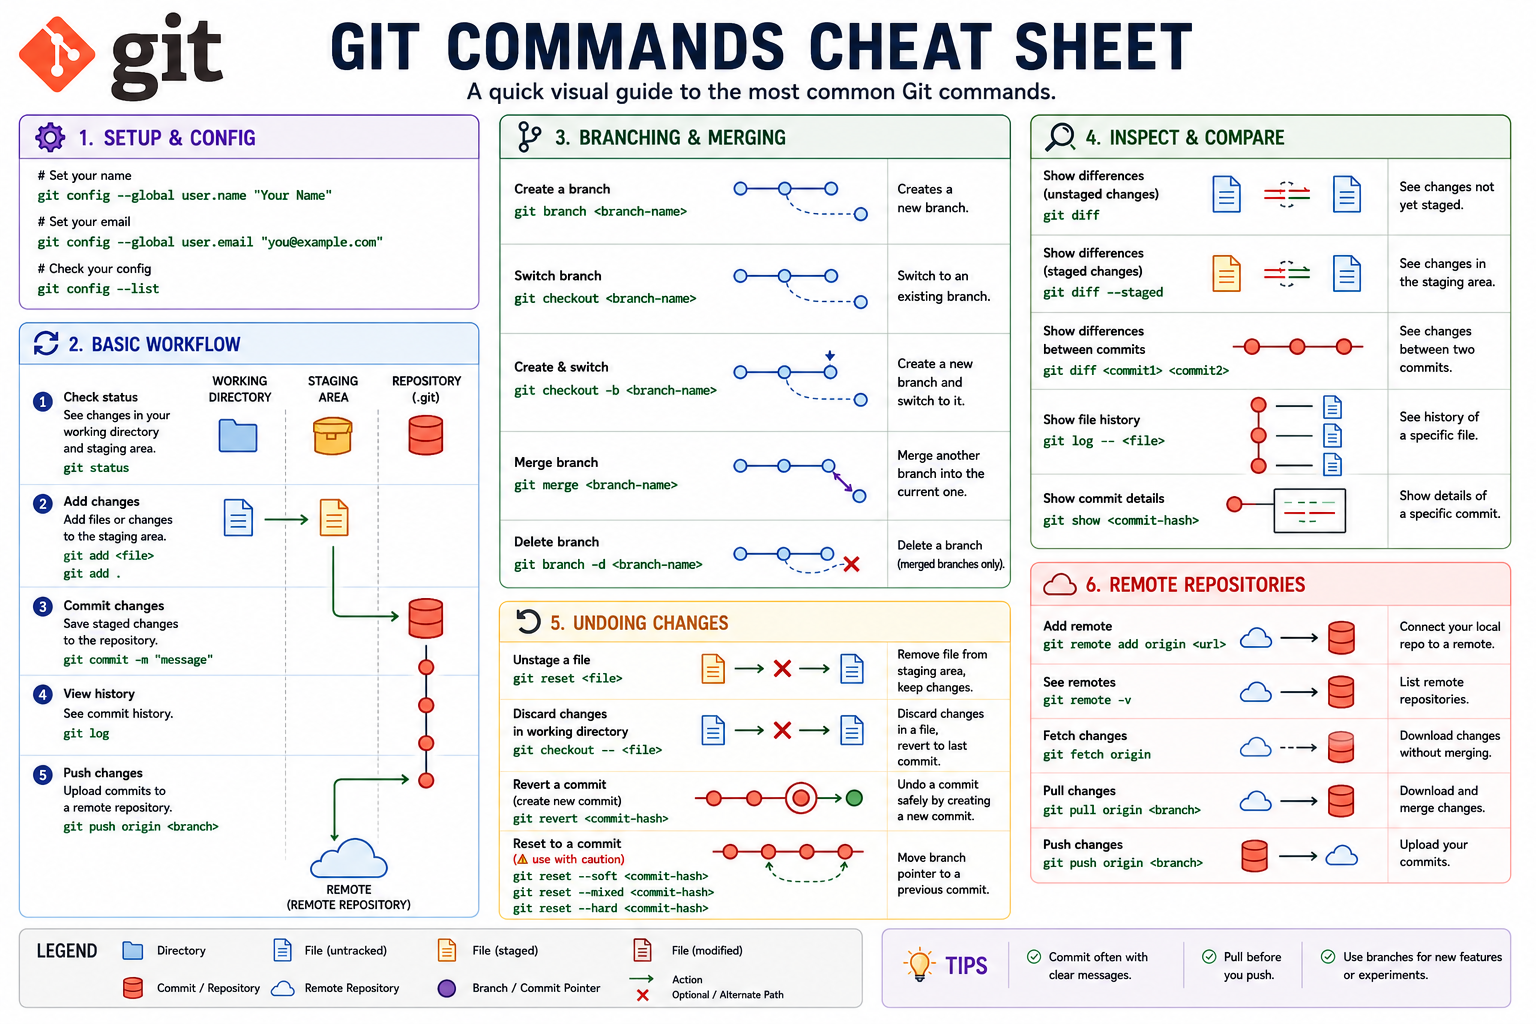 git
GIT COMMANDS CHEAT SHEET
A quick visual guide to the most common Git commands.
1. SETUP & CONFIG
# Set your name
git config --global user.name "Your Name"
# Set your email
git config --global user.email "you@example.com"
# Check your config
git config --list
2. BASIC WORKFLOW
WORKING
DIRECTORY
STAGING
AREA
REPOSITORY
(.git)
1
Check status
See changes in your
working directory
and staging area.
git status
2
Add changes
Add files or changes
to the staging area.
git add <file>
git add .
3
Commit changes
Save staged changes
to the repository.
git commit -m "message"
4
View history
See commit history.
git log
5
Push changes
Upload commits to
a remote repository.
git push origin <branch>
REMOTE
(REMOTE REPOSITORY)
3. BRANCHING & MERGING
Create a branch
git branch <branch-name>
Creates a
new branch.
Switch branch
git checkout <branch-name>
Switch to an
existing branch.
Create & switch
git checkout -b <branch-name>
Create a new
branch and
switch to it.
Merge branch
git merge <branch-name>
Merge another
branch into the
current one.
Delete branch
git branch -d <branch-name>
Delete a branch
(merged branches only).
4. INSPECT & COMPARE
Show differences
(unstaged changes)
git diff
See changes not
yet staged.
Show differences
(staged changes)
git diff --staged
See changes in
the staging area.
Show differences
between commits
git diff <commit1> <commit2>
See changes
between two
commits.
Show file history
git log -- <file>
See history of
a specific file.
Show commit details
git show <commit-hash>
Show details of
a specific commit.
5. UNDOING CHANGES
Unstage a file
git reset <file>
Remove file from
staging area,
keep changes.
Discard changes
in working directory
git checkout -- <file>
Discard changes
in a file,
revert to last
commit.
Revert a commit
(create new commit)
git revert <commit-hash>
Undo a commit
safely by creating
a new commit.
Reset to a commit
(⚠ use with caution)
git reset --soft <commit-hash>
git reset --mixed <commit-hash>
git reset --hard <commit-hash>
Move branch
pointer to a
previous commit.
6. REMOTE REPOSITORIES
Add remote
git remote add origin <url>
Connect your local
repo to a remote.
See remotes
git remote -v
List remote
repositories.
Fetch changes
git fetch origin
Download changes
without merging.
Pull changes
git pull origin <branch>
Download and
merge changes.
Push changes
git push origin <branch>
Upload your
commits.
LEGEND
Directory
File (untracked)
File (staged)
File (modified)
Commit / Repository
Remote Repository
Branch / Commit Pointer
Action
Optional / Alternate Path
TIPS
Commit often with
clear messages.
Pull before
you push.
Use branches for new features
or experiments.